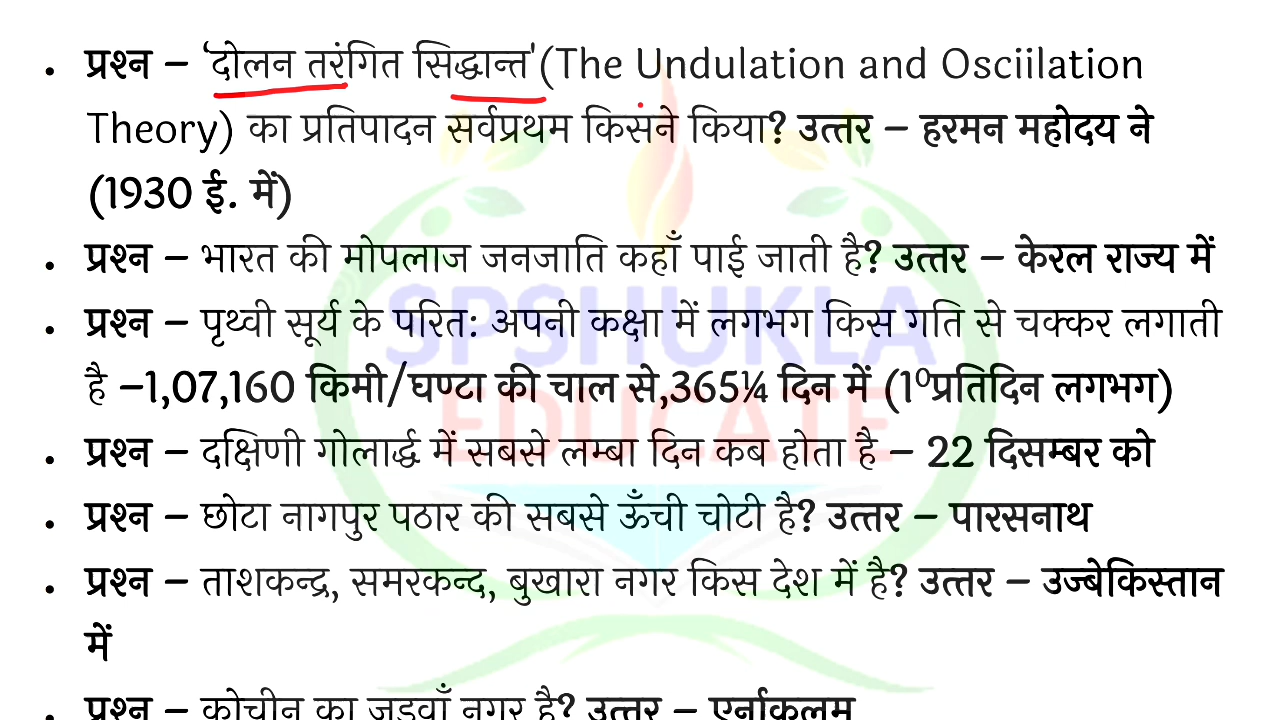 • प्रश्न – 'दोलन तरंगित सिद्धान्त'(The Undulation and Osciilation
Theory) का प्रतिपादन सर्वप्रथम किसने किया? उत्तर – हरमन महोदय ने
(1930 ई. में)
• प्रश्न – भारत की मोपलाज जनजाति कहाँ पाई जाती है? उत्तर – केरल राज्य में
• प्रश्न – पृथ्वी सूर्य के परित: अपनी कक्षा में लगभग किस गति से चक्कर लगाती
है –1,07,160 किमी/घण्टा की चाल से,365¼ दिन में (1⁰प्रतिदिन लगभग)
• प्रश्न – दक्षिणी गोलार्द्ध में सबसे लम्बा दिन कब होता है – 22 दिसम्बर को
• प्रश्न – छोटा नागपुर पठार की सबसे ऊँची चोटी है? उत्तर – पारसनाथ
• प्रश्न – ताशकन्द्र, समरकन्द, बुखारा नगर किस देश में है? उत्तर – उज्बेकिस्तान
में
• प्रश्न – कोचीन का जुड़वाँ नगर है? उत्तर – एर्नाकुलम
SPSHUKLA
EDUCATE